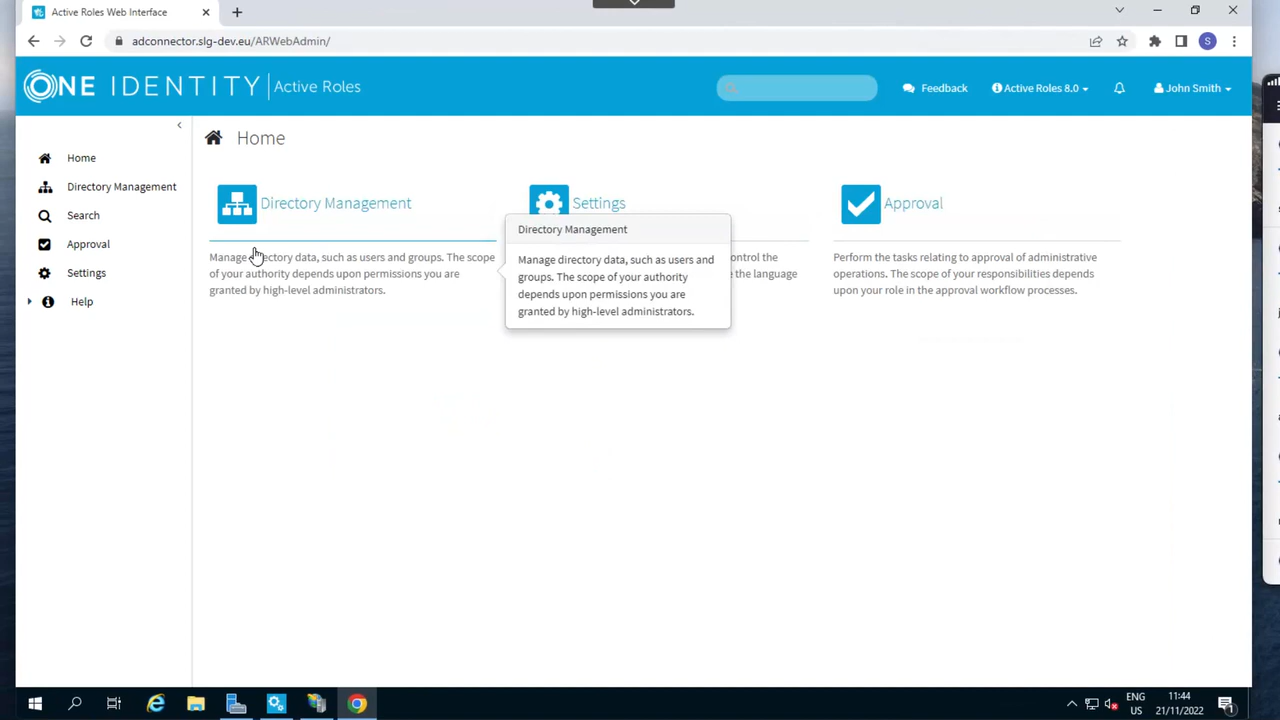 Active Roles Web Interface
adconnector.slg-dev.eu/ARWebAdmin/
S
ONE IDENTITY Active Roles
Feedback
Active Roles 8.0
John Smith
Home
Directory Management
Search
Approval
Settings
Help
Home
Directory Management
Manage directory data, such as users and groups. The scope
of your authority depends upon permissions you are
granted by high-level administrators.
Settings
ontrol the
e the language
Directory Management
Manage directory data, such as users and
groups. The scope of your authority
depends upon permissions you are
granted by high-level administrators.
Approval
Perform the tasks relating to approval of administrative
operations. The scope of your responsibilities depends
upon your role in the approval workflow processes.
ENG
US
11:44
21/11/2022
1